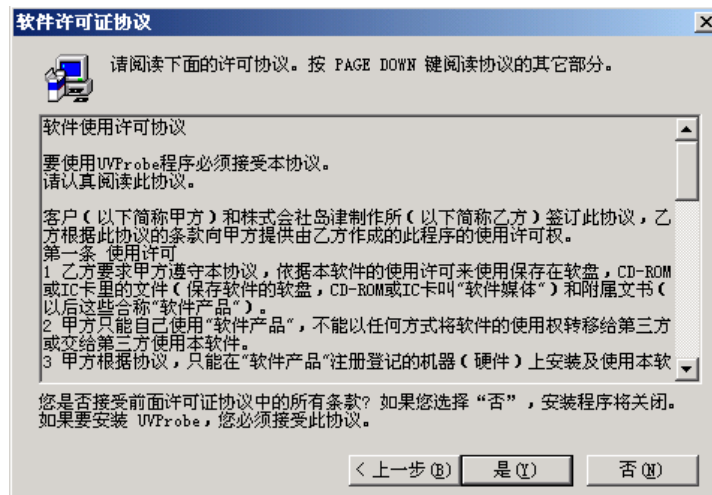 软件许可证协议
请阅读下面的许可协议。按 PAGE DOWN 键阅读协议的其它部分。
软件使用许可协议
要使用UVProbe程序必须接受本协议。
请认真阅读此协议。
客户(以下简称甲方)和株式会社岛津制作所(以下简称乙方)签订此协议,乙
方根据此协议的条款向甲方提供由乙方作成的此程序的使用许可权。
第一条 使用许可
1 乙方要求甲方遵守本协议,依据本软件的使用许可来使用保存在软盘,CD-ROM
或IC卡里的文件(保存软件的软盘,CD-ROM或IC卡叫“软件媒体”)和附属文书(
以后这些合称“软件产品”)。
2 甲方只能自己使用“软件产品”,不能以任何方式将软件的使用权转移给第三方
或交给第三方使用本软件。
3 甲方根据协议,只能在“软件产品”注册登记的机器(硬件)上安装及使用本软
您是否接受前面许可证协议中的所有条款? 如果您选择“否”,安装程序将关闭。
如果要安装 UVProbe,您必须接受此协议。
< 上一步(B)  是(Y)  否(N)